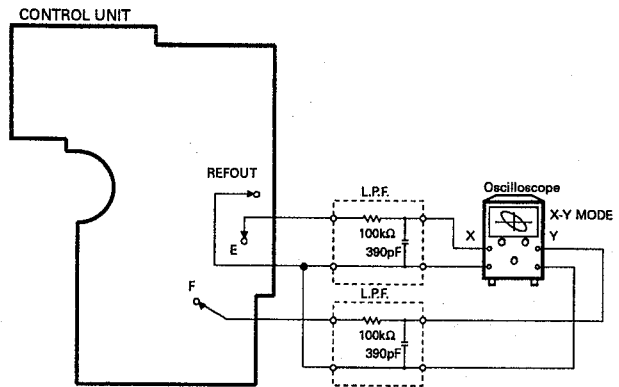 CONTROL UNIT
REFOUT
L.P.F.
Oscilloscope
X-Y MODE
X
Y
100kΩ
390pF
E
F
L.P.F.
100kΩ
390pF